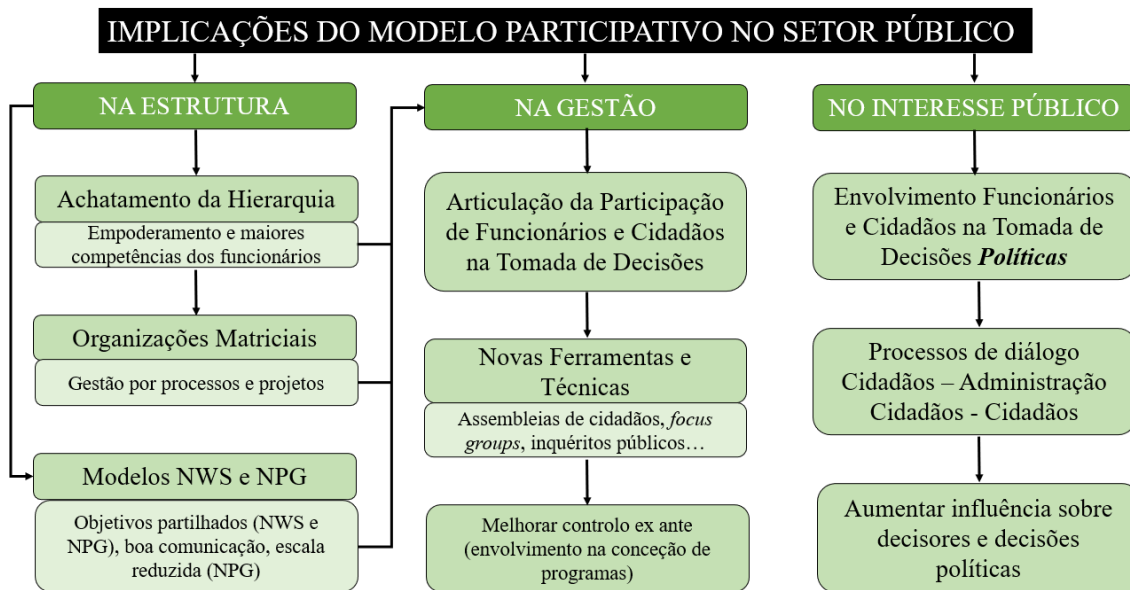 IMPLICAÇÕES DO MODELO PARTICIPATIVO NO SETOR PÚBLICO
NA ESTRUTURA
Achatamento da Hierarquia
Empoderamento e maiores
competências dos funcionários
Organizações Matriciais
Gestão por processos e projetos
Modelos NWS e NPG
Objetivos partilhados (NWS e
NPG), boa comunicação, escala
reduzida (NPG)
NA GESTÃO
Articulação da Participação
de Funcionários e Cidadãos
na Tomada de Decisões
Novas Ferramentas e
Técnicas
Assembleias de cidadãos, focus
groups, inquéritos públicos…
Melhorar controlo ex ante
(envolvimento na conceção de
programas)
NO INTERESSE PÚBLICO
Envolvimento Funcionários
e Cidadãos na Tomada de
Decisões Políticas
Processos de diálogo
Cidadãos – Administração
Cidadãos - Cidadãos
Aumentar influência sobre
decisores e decisões
políticas